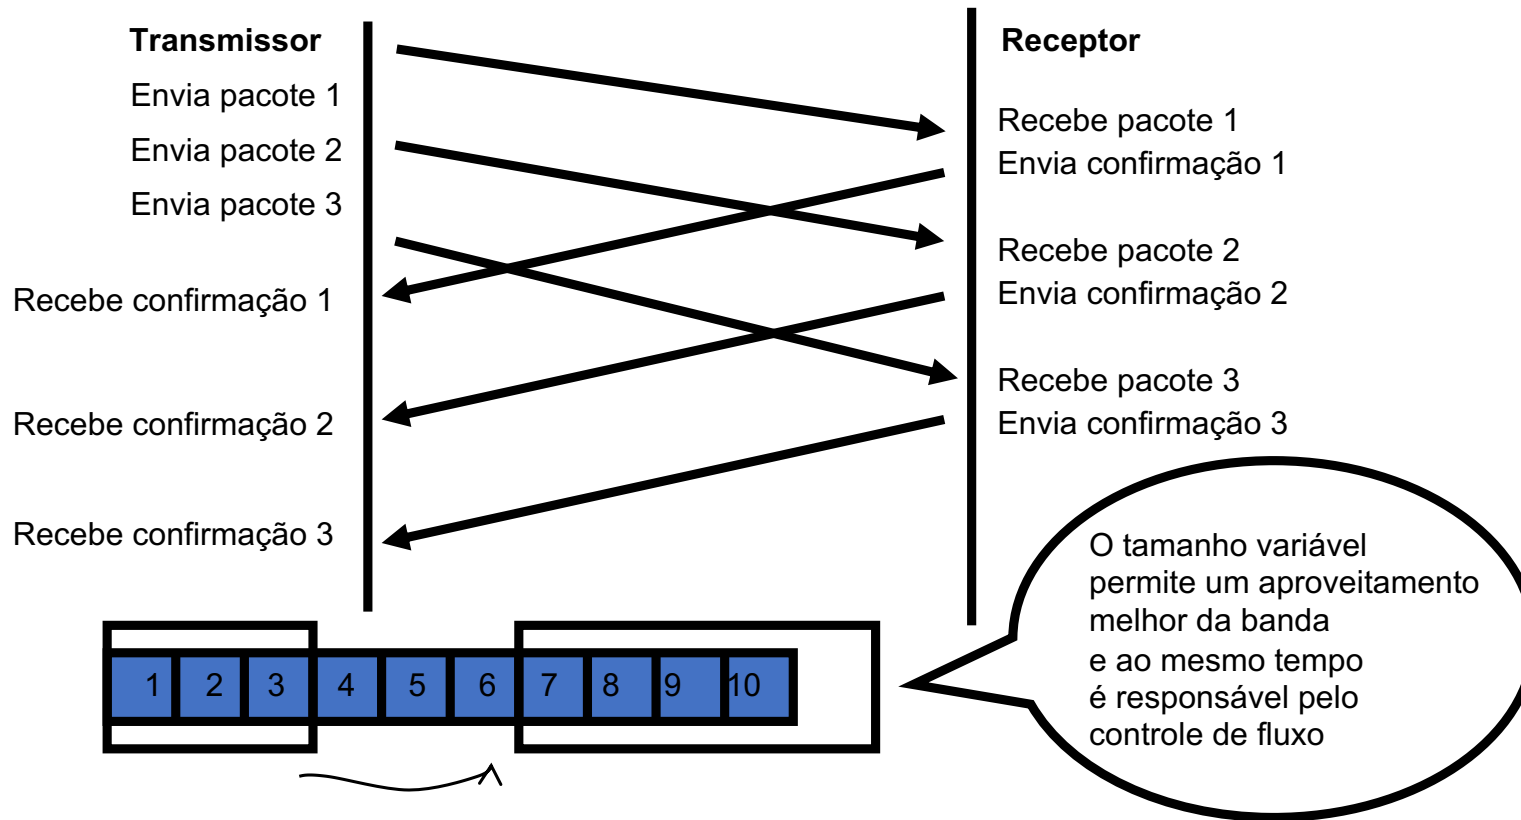 Transmissor
Envia pacote 1
Envia pacote 2
Envia pacote 3
Recebe confirmação 1
Recebe confirmação 2
Recebe confirmação 3
Receptor
Recebe pacote 1
Envia confirmação 1
Recebe pacote 2
Envia confirmação 2
Recebe pacote 3
Envia confirmação 3
O tamanho variável
permite um aproveitamento
melhor da banda
e ao mesmo tempo
é responsável pelo
controle de fluxo
1 2 3 4 5 6 7 8 9 10